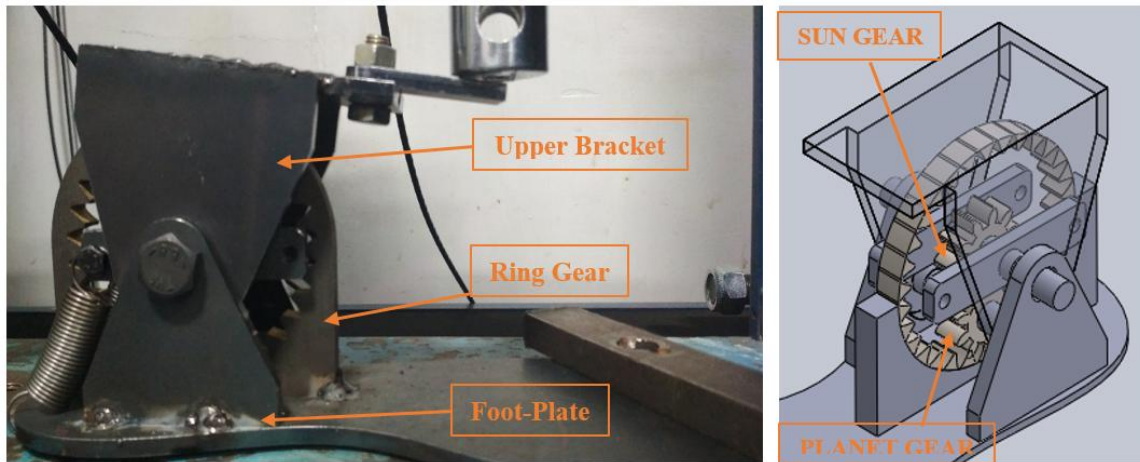 SUN GEAR
Upper Bracket
Ring Gear
Foot-Plate
PLANET GEAR